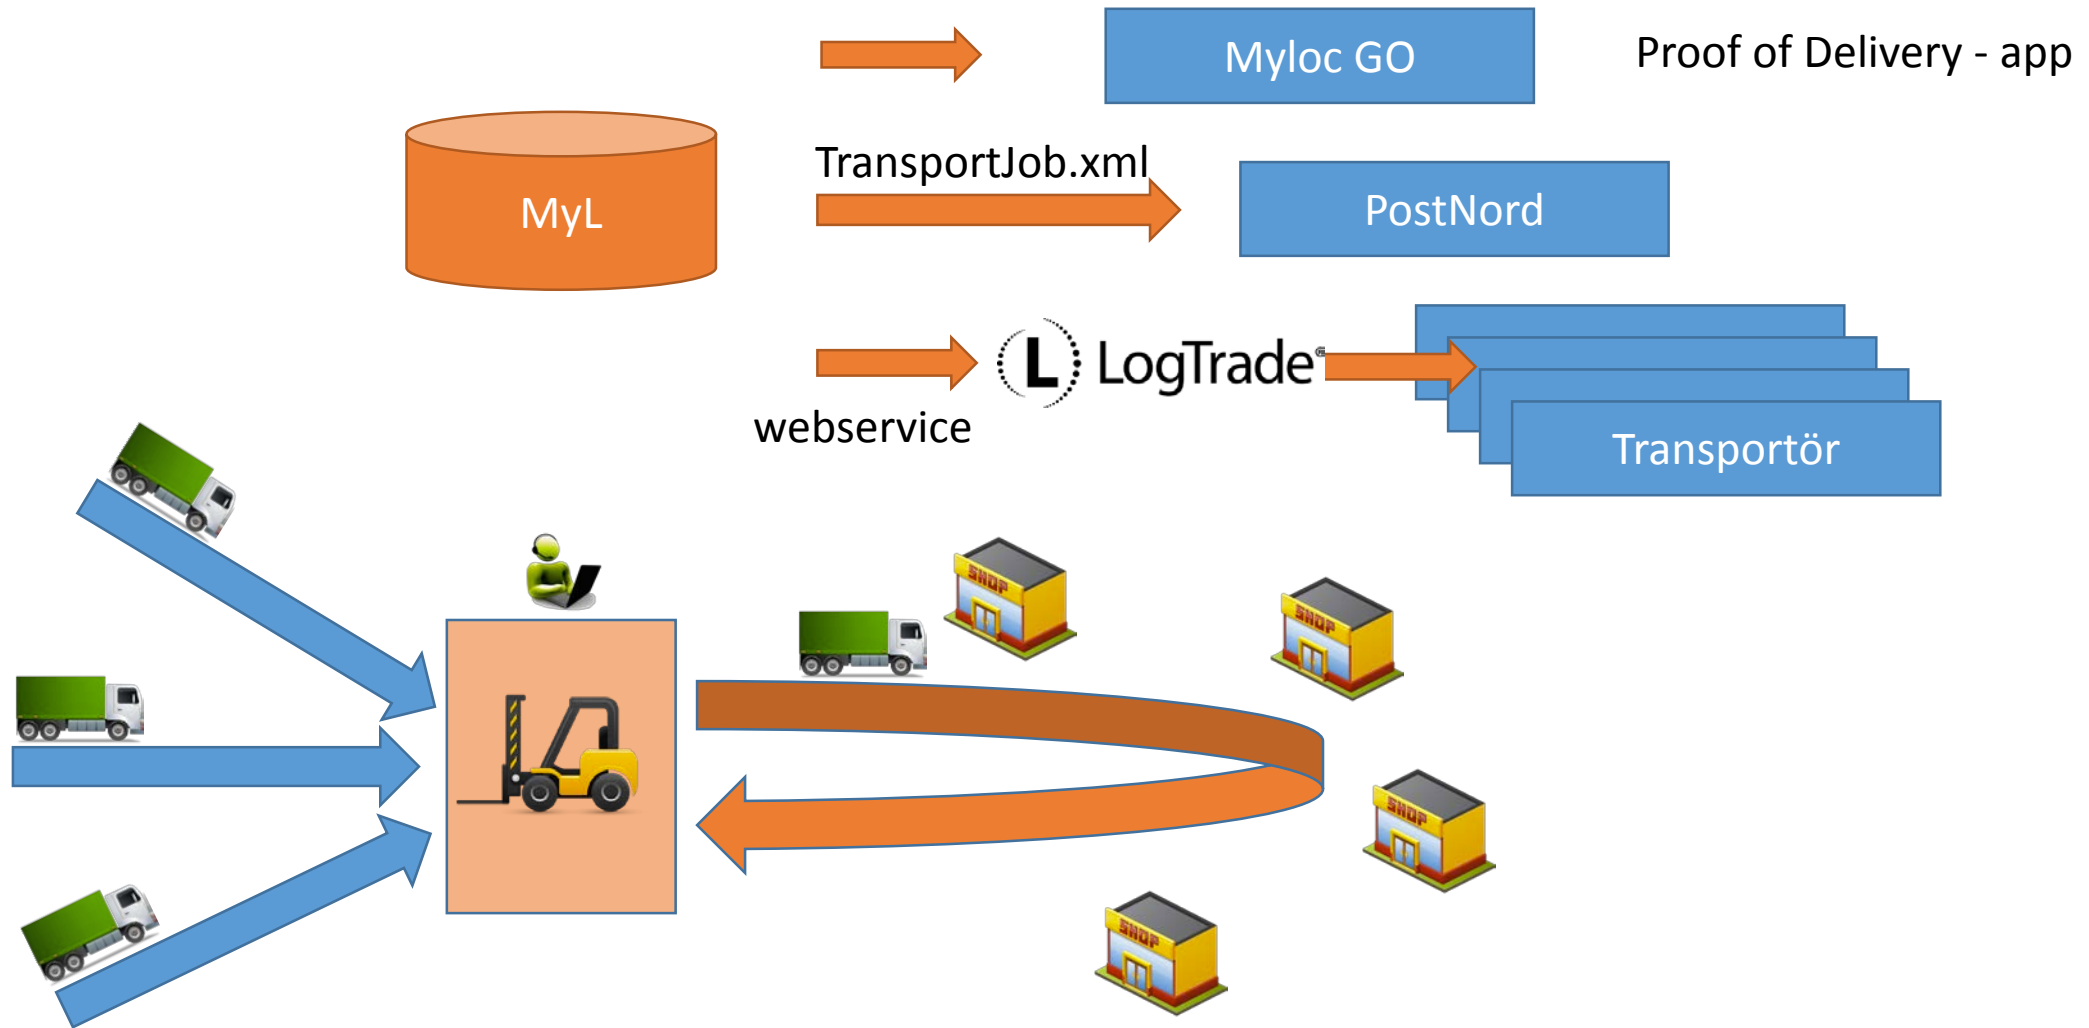 Myloc GO
Proof of Delivery - app
TransportJob.xml
MyL
PostNord
L LogTrade®
webservice
Transportör
SHOP
SHOP
SHOP
SHOP